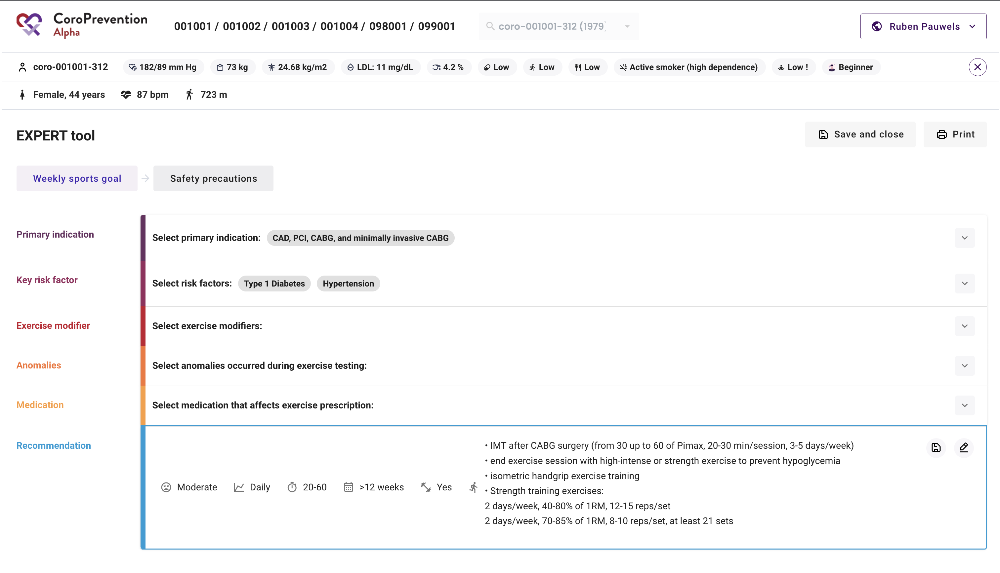 CoroPrevention
Alpha
001001 / 001002 / 001003 / 001004 / 098001 / 099001
coro-001001-312 (1979)
Ruben Pauwels
coro-001001-312
182/89 mm Hg
73 kg
24.68 kg/m2
LDL: 11 mg/dL
4.2 %
Low
Low
Low
Active smoker (high dependence)
Low !
Beginner
Female, 44 years
87 bpm
723 m
EXPERT tool
Save and close
Print
Weekly sports goal
Safety precautions
Primary indication
Select primary indication: CAD, PCI, CABG, and minimally invasive CABG
Key risk factor
Select risk factors: Type 1 Diabetes Hypertension
Exercise modifier
Select exercise modifiers:
Anomalies
Select anomalies occurred during exercise testing:
Medication
Select medication that affects exercise prescription:
Recommendation
Moderate
Daily
20-60
>12 weeks
Yes
• IMT after CABG surgery (from 30 up to 60 of Pimax, 20-30 min/session, 3-5 days/week)
• end exercise session with high-intense or strength exercise to prevent hypoglycemia
• isometric handgrip exercise training
• Strength training exercises:
2 days/week, 40-80% of 1RM, 12-15 reps/set
2 days/week, 70-85% of 1RM, 8-10 reps/set, at least 21 sets